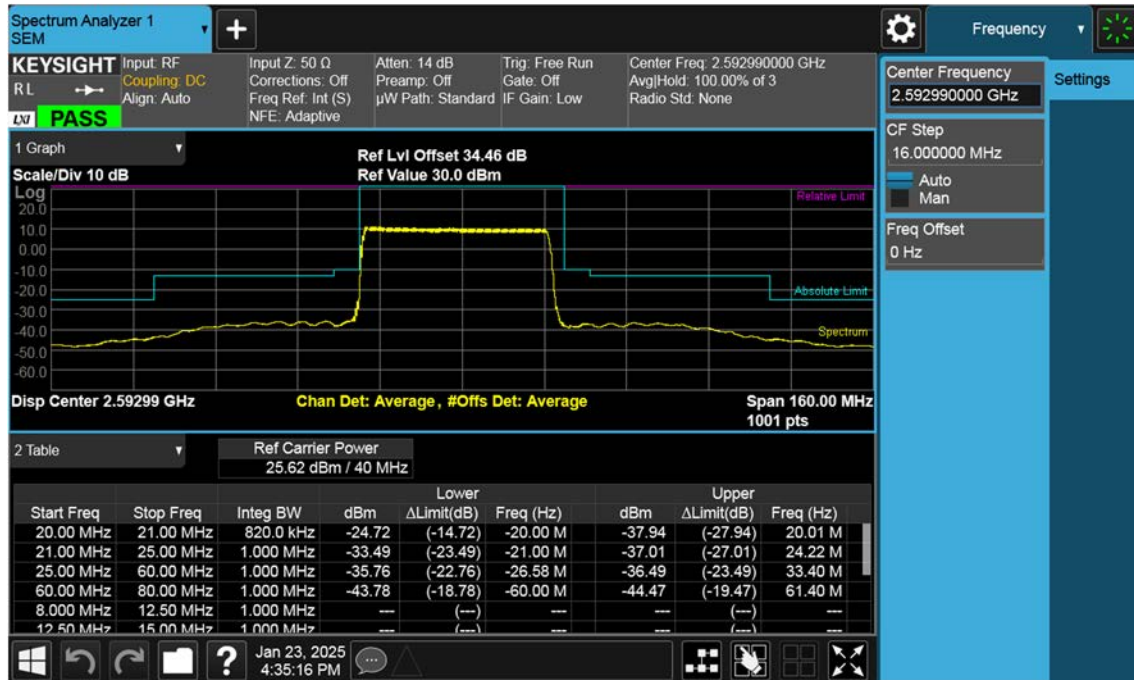 Spectrum Analyzer 1
SEM
Frequency
KEYSIGHT
RL
LXI PASS
Input: RF
Coupling: DC
Align: Auto
Input Z: 50 Ω
Corrections: Off
Freq Ref: Int (S)
NFE: Adaptive
Atten: 14 dB
Preamp: Off
µW Path: Standard
Trig: Free Run
Gate: Off
IF Gain: Low
Center Freq: 2.592990000 GHz
Avg|Hold: 100.00% of 3
Radio Std: None
Center Frequency
2.592990000 GHz
Settings
CF Step
16.000000 MHz
Auto
Man
Freq Offset
0 Hz
1 Graph
Scale/Div 10 dB
Ref Lvl Offset 34.46 dB
Ref Value 30.0 dBm
Log
20.0
10.0
0.00
-10.0
-20.0
-30.0
-40.0
-50.0
-60.0
Relative Limit
Absolute Limit
Spectrum
Disp Center 2.59299 GHz
Chan Det: Average, #Offs Det: Average
Span 160.00 MHz
1001 pts
2 Table
Ref Carrier Power
25.62 dBm / 40 MHz
Lower Upper
Start Freq Stop Freq Integ BW dBm ΔLimit(dB) Freq (Hz) dBm ΔLimit(dB) Freq (Hz)
20.00 MHz 21.00 MHz 820.0 kHz -24.72 (-14.72) -20.00 M -37.94 (-27.94) 20.01 M
21.00 MHz 25.00 MHz 1.000 MHz -33.49 (-23.49) -21.00 M -37.01 (-27.01) 24.22 M
25.00 MHz 60.00 MHz 1.000 MHz -35.76 (-22.76) -26.58 M -36.49 (-23.49) 33.40 M
60.00 MHz 80.00 MHz 1.000 MHz -43.78 (-18.78) -60.00 M -44.47 (-19.47) 61.40 M
8.000 MHz 12.50 MHz 1.000 MHz --- (---) --- --- (---) ---
12.50 MHz 15.00 MHz 1.000 MHz --- (---) --- --- (---) ---
?
Jan 23, 2025
4:35:16 PM